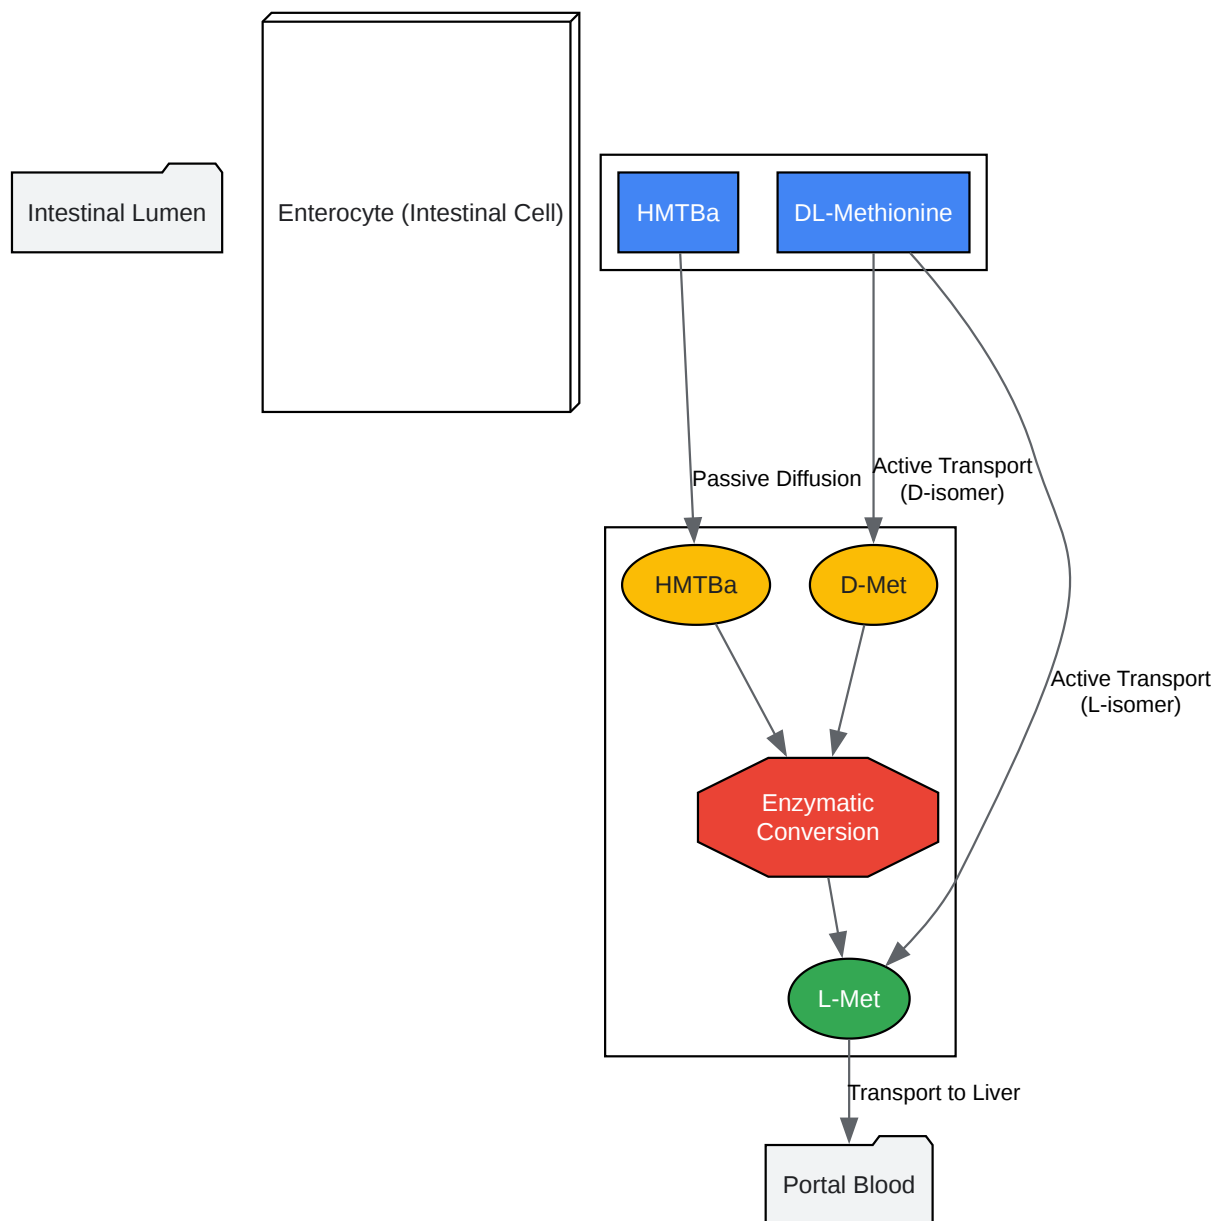 Intestinal Lumen
Enterocyte (Intestinal Cell)
HMTBa
DL-Methionine
Passive Diffusion
Active Transport
(D-isomer)
HMTBa
D-Met
Active Transport
(L-isomer)
Enzymatic
Conversion
L-Met
Transport to Liver
Portal Blood